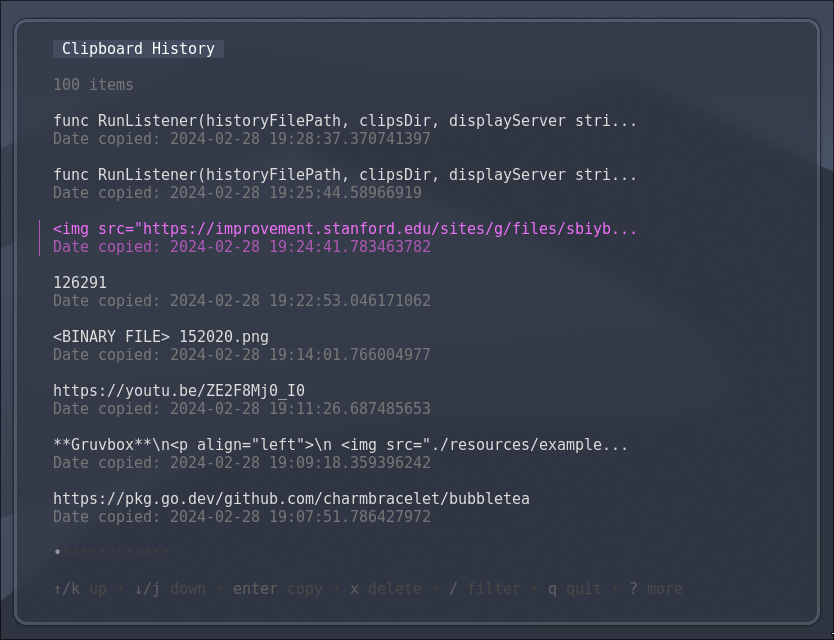 Clipboard History
100 items
func RunListener(historyFilePath, clipsDir, displayServer stri...
Date copied: 2024-02-28 19:28:37.370741397
func RunListener(historyFilePath, clipsDir, displayServer stri...
Date copied: 2024-02-28 19:25:44.58966919
<img src="https://improvement.stanford.edu/sites/g/files/sbiyb...
Date copied: 2024-02-28 19:24:41.783463782
126291
Date copied: 2024-02-28 19:22:53.046171062
<BINARY FILE> 152020.png
Date copied: 2024-02-28 19:14:01.766004977
https://youtu.be/ZE2F8Mj0_I0
Date copied: 2024-02-28 19:11:26.687485653
**Gruvbox**\n<p align="left">\n <img src="./resources/example...
Date copied: 2024-02-28 19:09:18.359396242
https://pkg.go.dev/github.com/charmbracelet/bubbletea
Date copied: 2024-02-28 19:07:51.786427972
↑/k up • ↓/j down • enter copy • x delete • / filter • q quit • ? more